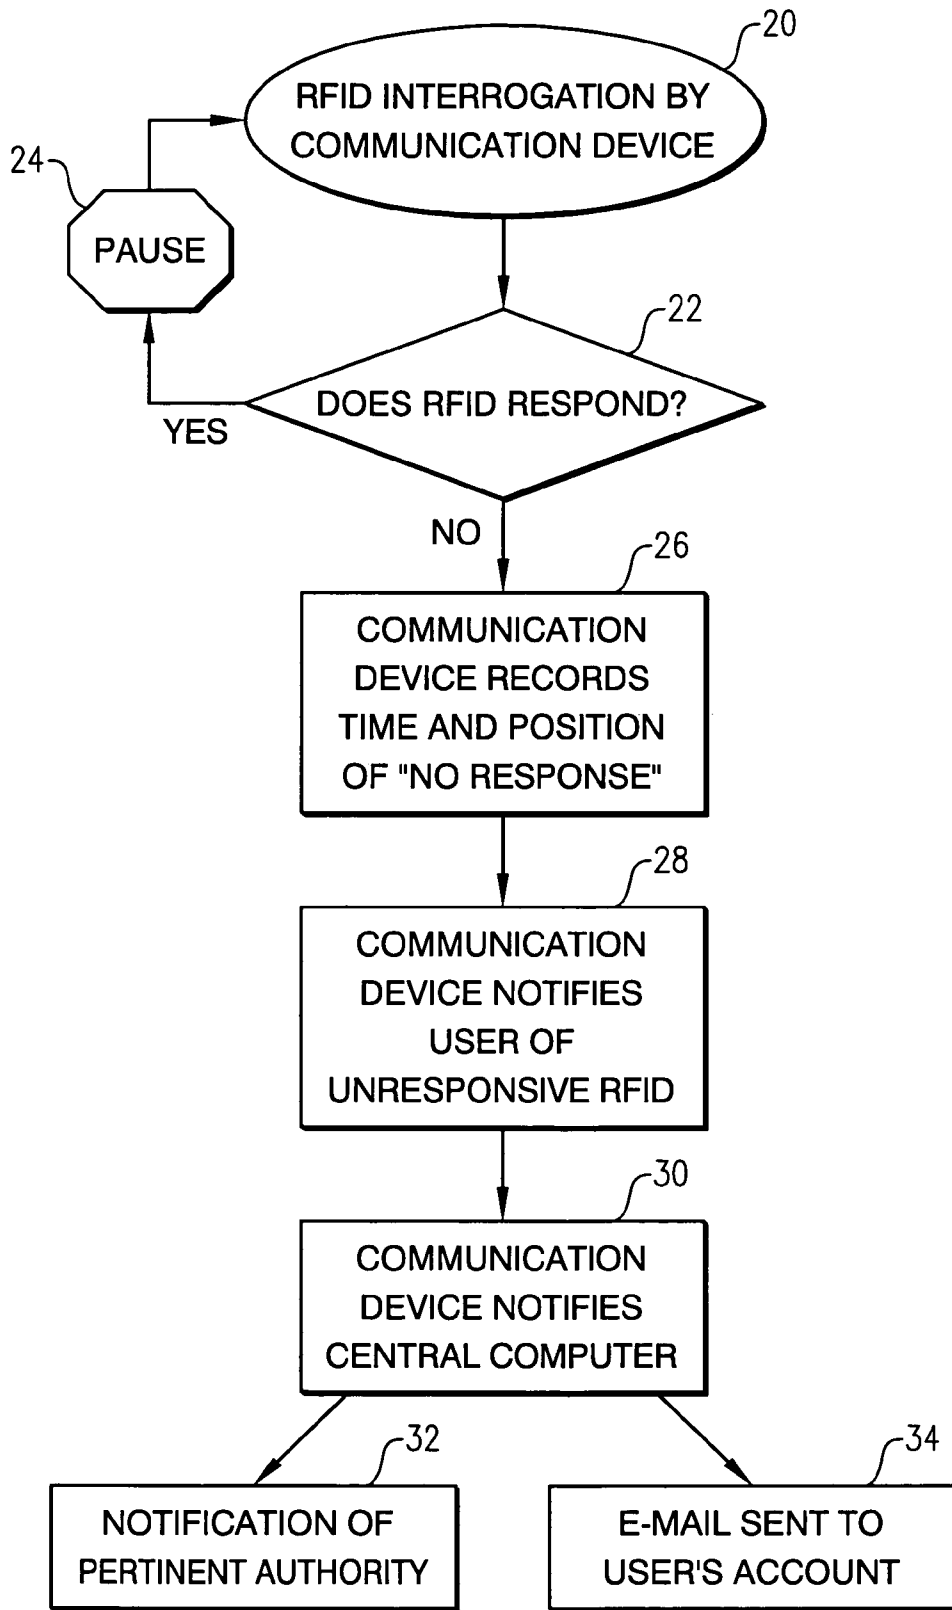 20
RFID INTERROGATION BY
COMMUNICATION DEVICE
24
PAUSE
22
DOES RFID RESPOND?
YES
NO
26
COMMUNICATION
DEVICE RECORDS
TIME AND POSITION
OF "NO RESPONSE"
28
COMMUNICATION
DEVICE NOTIFIES
USER OF
UNRESPONSIVE RFID
30
COMMUNICATION
DEVICE NOTIFIES
CENTRAL COMPUTER
32
NOTIFICATION OF
PERTINENT AUTHORITY
34
E-MAIL SENT TO
USER'S ACCOUNT